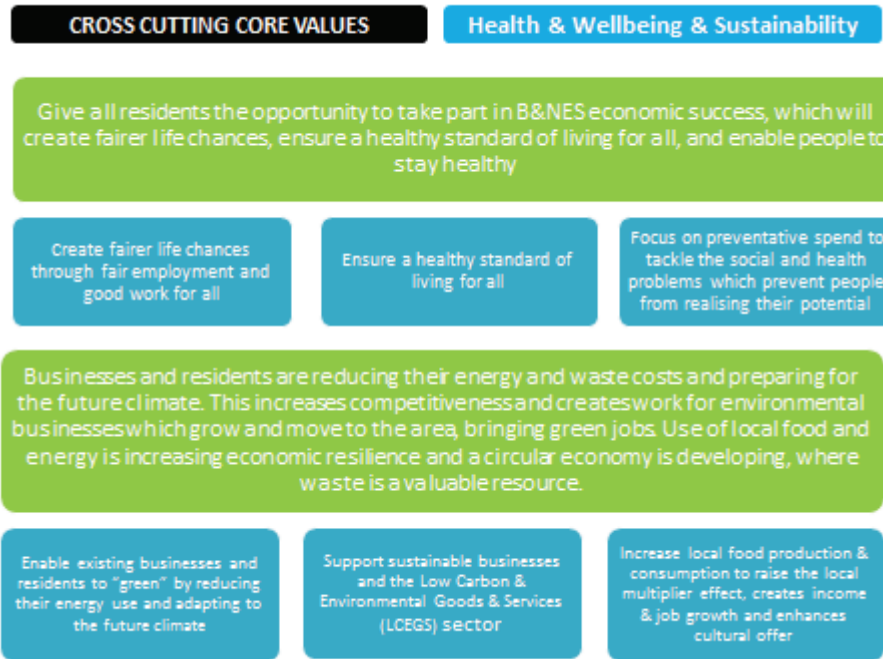 CROSS CUTTING CORE VALUES
Health & Wellbeing & Sustainability
Give all residents the opportunity to take part in B&NES economic success, which will
create fairer life chances, ensure a healthy standard of living for all, and enable people to
stay healthy
Create fairer life chances
through fair employment and
good work for all
Ensure a healthy standard of
living for all
Focus on preventative spend to
tackle the social and health
problems which prevent people
from realising their potential
Businesses and residents are reducing their energy and waste costs and preparing for
the future climate. This increases competitiveness and creates work for environmental
businesses which grow and move to the area, bringing green jobs. Use of local food and
energy is increasing economic resilience and a circular economy is developing, where
waste is a valuable resource.
Enable existing businesses and
residents to "green" by reducing
their energy use and adapting to
the future climate
Support sustainable businesses
and the Low Carbon &
Environmental Goods & Services
(LCEGS) sector
Increase local food production &
consumption to raise the local
multiplier effect, creates income
& job growth and enhances
cultural offer